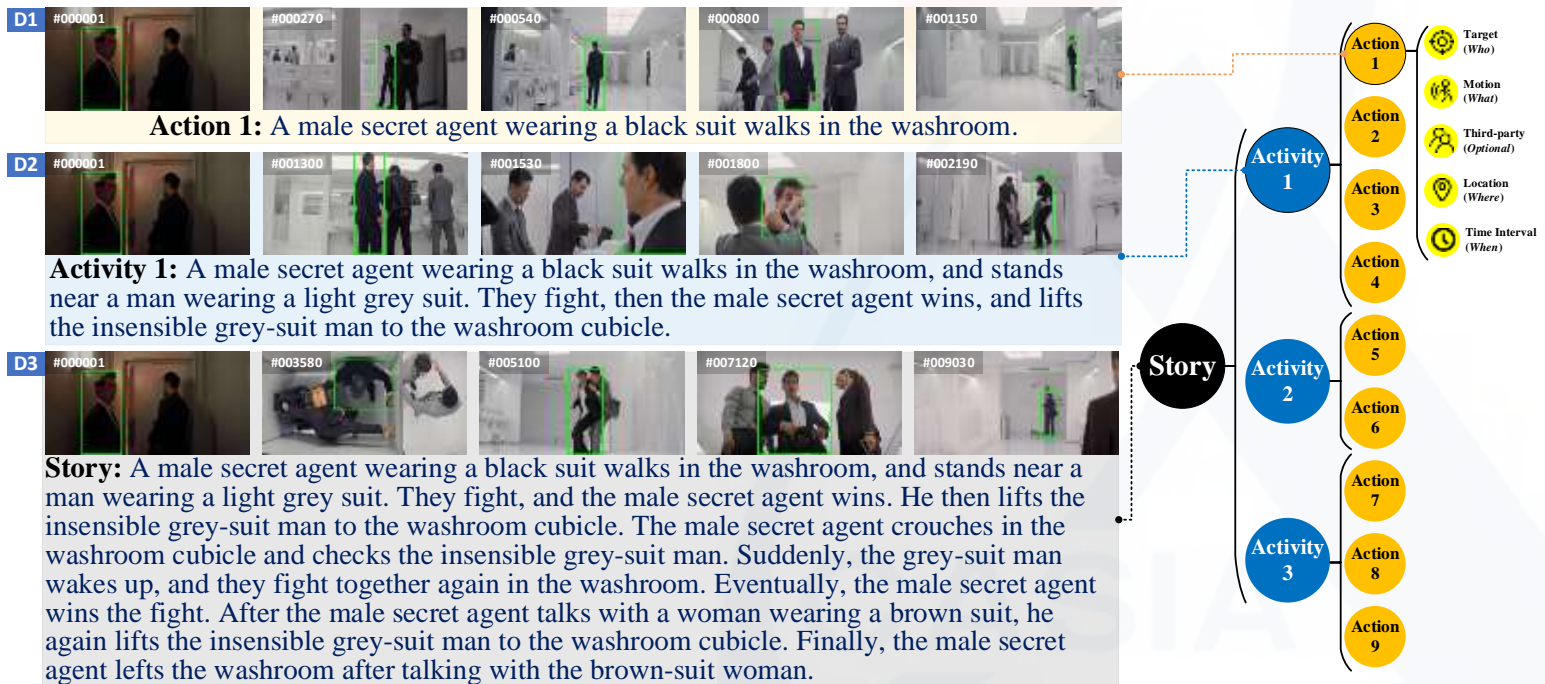 D1
#000001
#000270
#000540
#000800
#001150
Action 1: A male secret agent wearing a black suit walks in the washroom.
D2
#000001
#001300
#001530
#001800
#002190
Activity 1: A male secret agent wearing a black suit walks in the washroom, and stands
near a man wearing a light grey suit. They fight, then the male secret agent wins, and lifts
the insensible grey-suit man to the washroom cubicle.
D3
#000001
#003580
#005100
#007120
#009030
Story: A male secret agent wearing a black suit walks in the washroom, and stands near a
man wearing a light grey suit. They fight, and the male secret agent wins. He then lifts the
insensible grey-suit man to the washroom cubicle. The male secret agent crouches in the
washroom cubicle and checks the insensible grey-suit man. Suddenly, the grey-suit man
wakes up, and they fight together again in the washroom. Eventually, the male secret agent
wins the fight. After the male secret agent talks with a woman wearing a brown suit, he
again lifts the insensible grey-suit man to the washroom cubicle. Finally, the male secret
agent lefts the washroom after talking with the brown-suit woman.
Story
Activity
1
Activity
2
Activity
3
Action
1
Action
2
Action
3
Action
4
Action
5
Action
6
Action
7
Action
8
Action
9
Target
(Who)
Motion
(What)
Third-party
(Optional)
Location
(Where)
Time Interval
(When)
SIA